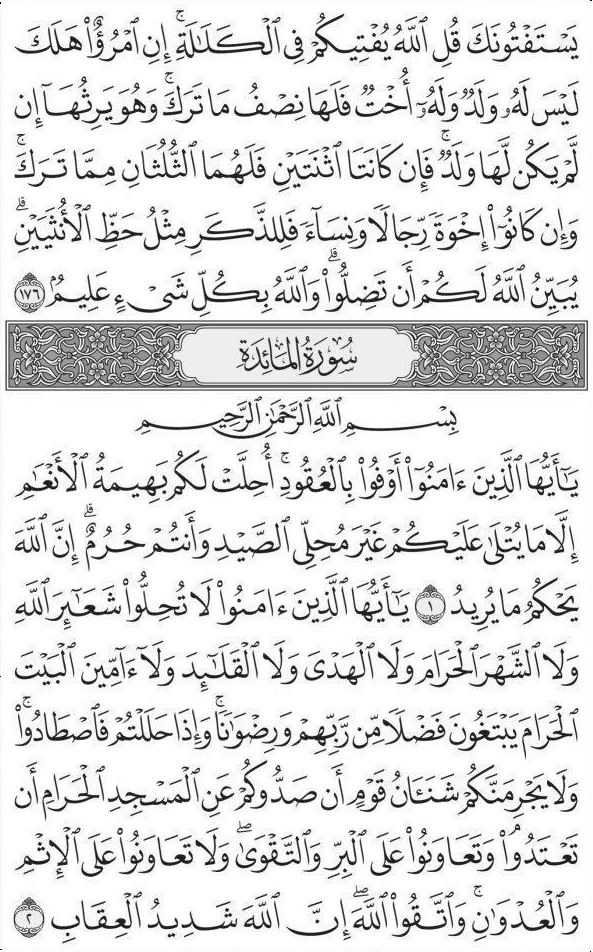 يَسۡتَفۡتُونَكَ قُلِ ٱللَّهُ يُفۡتِيكُمۡ فِي ٱلۡكَلَٰلَةِۚ إِنِ ٱمۡرُؤٌاْ هَلَكَ
لَيۡسَ لَهُۥ وَلَدٞ وَلَهُۥٓ أُخۡتٞ فَلَهَا نِصۡفُ مَا تَرَكَۚ وَهُوَ يَرِثُهَآ إِن
لَّمۡ يَكُن لَّهَا وَلَدٞۚ فَإِن كَانَتَا ٱثۡنَتَيۡنِ فَلَهُمَا ٱلثُّلُثَانِ مِمَّا تَرَكَۚ
وَإِن كَانُوٓاْ إِخۡوَةٗ رِّجَالٗا وَنِسَآءٗ فَلِلذَّكَرِ مِثۡلُ حَظِّ ٱلۡأُنثَيَيۡنِۗ
يُبَيِّنُ ٱللَّهُ لَكُمۡ أَن تَضِلُّواْۗ وَٱللَّهُ بِكُلِّ شَيۡءٍ عَلِيمُۢ ١٧٦
سُورَةُ المَائِدَةِ
بِسۡمِ ٱللَّهِ ٱلرَّحۡمَٰنِ ٱلرَّحِيمِ
يَٰٓأَيُّهَا ٱلَّذِينَ ءَامَنُوٓاْ أَوۡفُواْ بِٱلۡعُقُودِۚ أُحِلَّتۡ لَكُم بَهِيمَةُ ٱلۡأَنۡعَٰمِ
إِلَّا مَا يُتۡلَىٰ عَلَيۡكُمۡ غَيۡرَ مُحِلِّي ٱلصَّيۡدِ وَأَنتُمۡ حُرُمٌۗ إِنَّ ٱللَّهَ
يَحۡكُمُ مَا يُرِيدُ ١ يَٰٓأَيُّهَا ٱلَّذِينَ ءَامَنُواْ لَا تُحِلُّواْ شَعَٰٓئِرَ ٱللَّهِ
وَلَا ٱلشَّهۡرَ ٱلۡحَرَامَ وَلَا ٱلۡهَدۡيَ وَلَا ٱلۡقَلَٰٓئِدَ وَلَآ ءَآمِّينَ ٱلۡبَيۡتَ
ٱلۡحَرَامَ يَبۡتَغُونَ فَضۡلٗا مِّن رَّبِّهِمۡ وَرِضۡوَٰنٗاۚ وَإِذَا حَلَلۡتُمۡ فَٱصۡطَادُواْۚ
وَلَا يَجۡرِمَنَّكُمۡ شَنَـَٔانُ قَوۡمٍ أَن صَدُّوكُمۡ عَنِ ٱلۡمَسۡجِدِ ٱلۡحَرَامِ أَن
تَعۡتَدُواْۘ وَتَعَاوَنُواْ عَلَى ٱلۡبِرِّ وَٱلتَّقۡوَىٰۖ وَلَا تَعَاوَنُواْ عَلَى ٱلۡإِثۡمِ
وَٱلۡعُدۡوَٰنِۚ وَٱتَّقُواْ ٱللَّهَۖ إِنَّ ٱللَّهَ شَدِيدُ ٱلۡعِقَابِ ٢